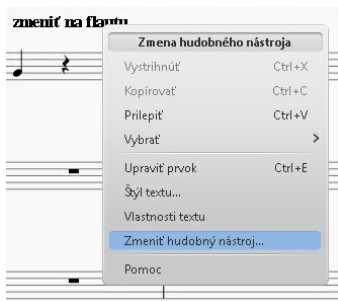 zmeniť na flautu
Zmena hudobného nástroja
Vystrihnúť Ctrl+X
Kopírovať Ctrl+C
Prilepiť Ctrl+V
Vybrať >
Upraviť prvok Ctrl+E
Štýl textu...
Vlastnosti textu
Zmeniť hudobný nástroj...
Pomoc